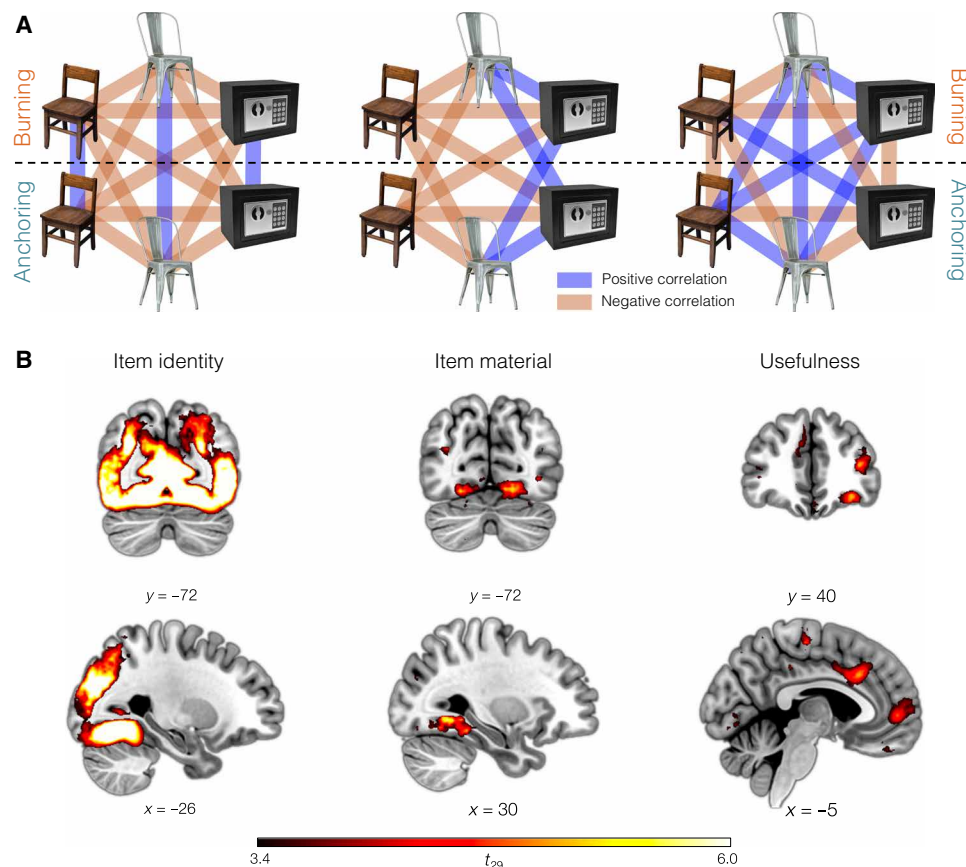 A
Burning
Anchoring
Burning
Anchoring
Positive correlation
Negative correlation
B
Item identity
Item material
Usefulness
y = –72
y = –72
y = 40
x = –26
x = 30
x = –5
3.4
t29
6.0